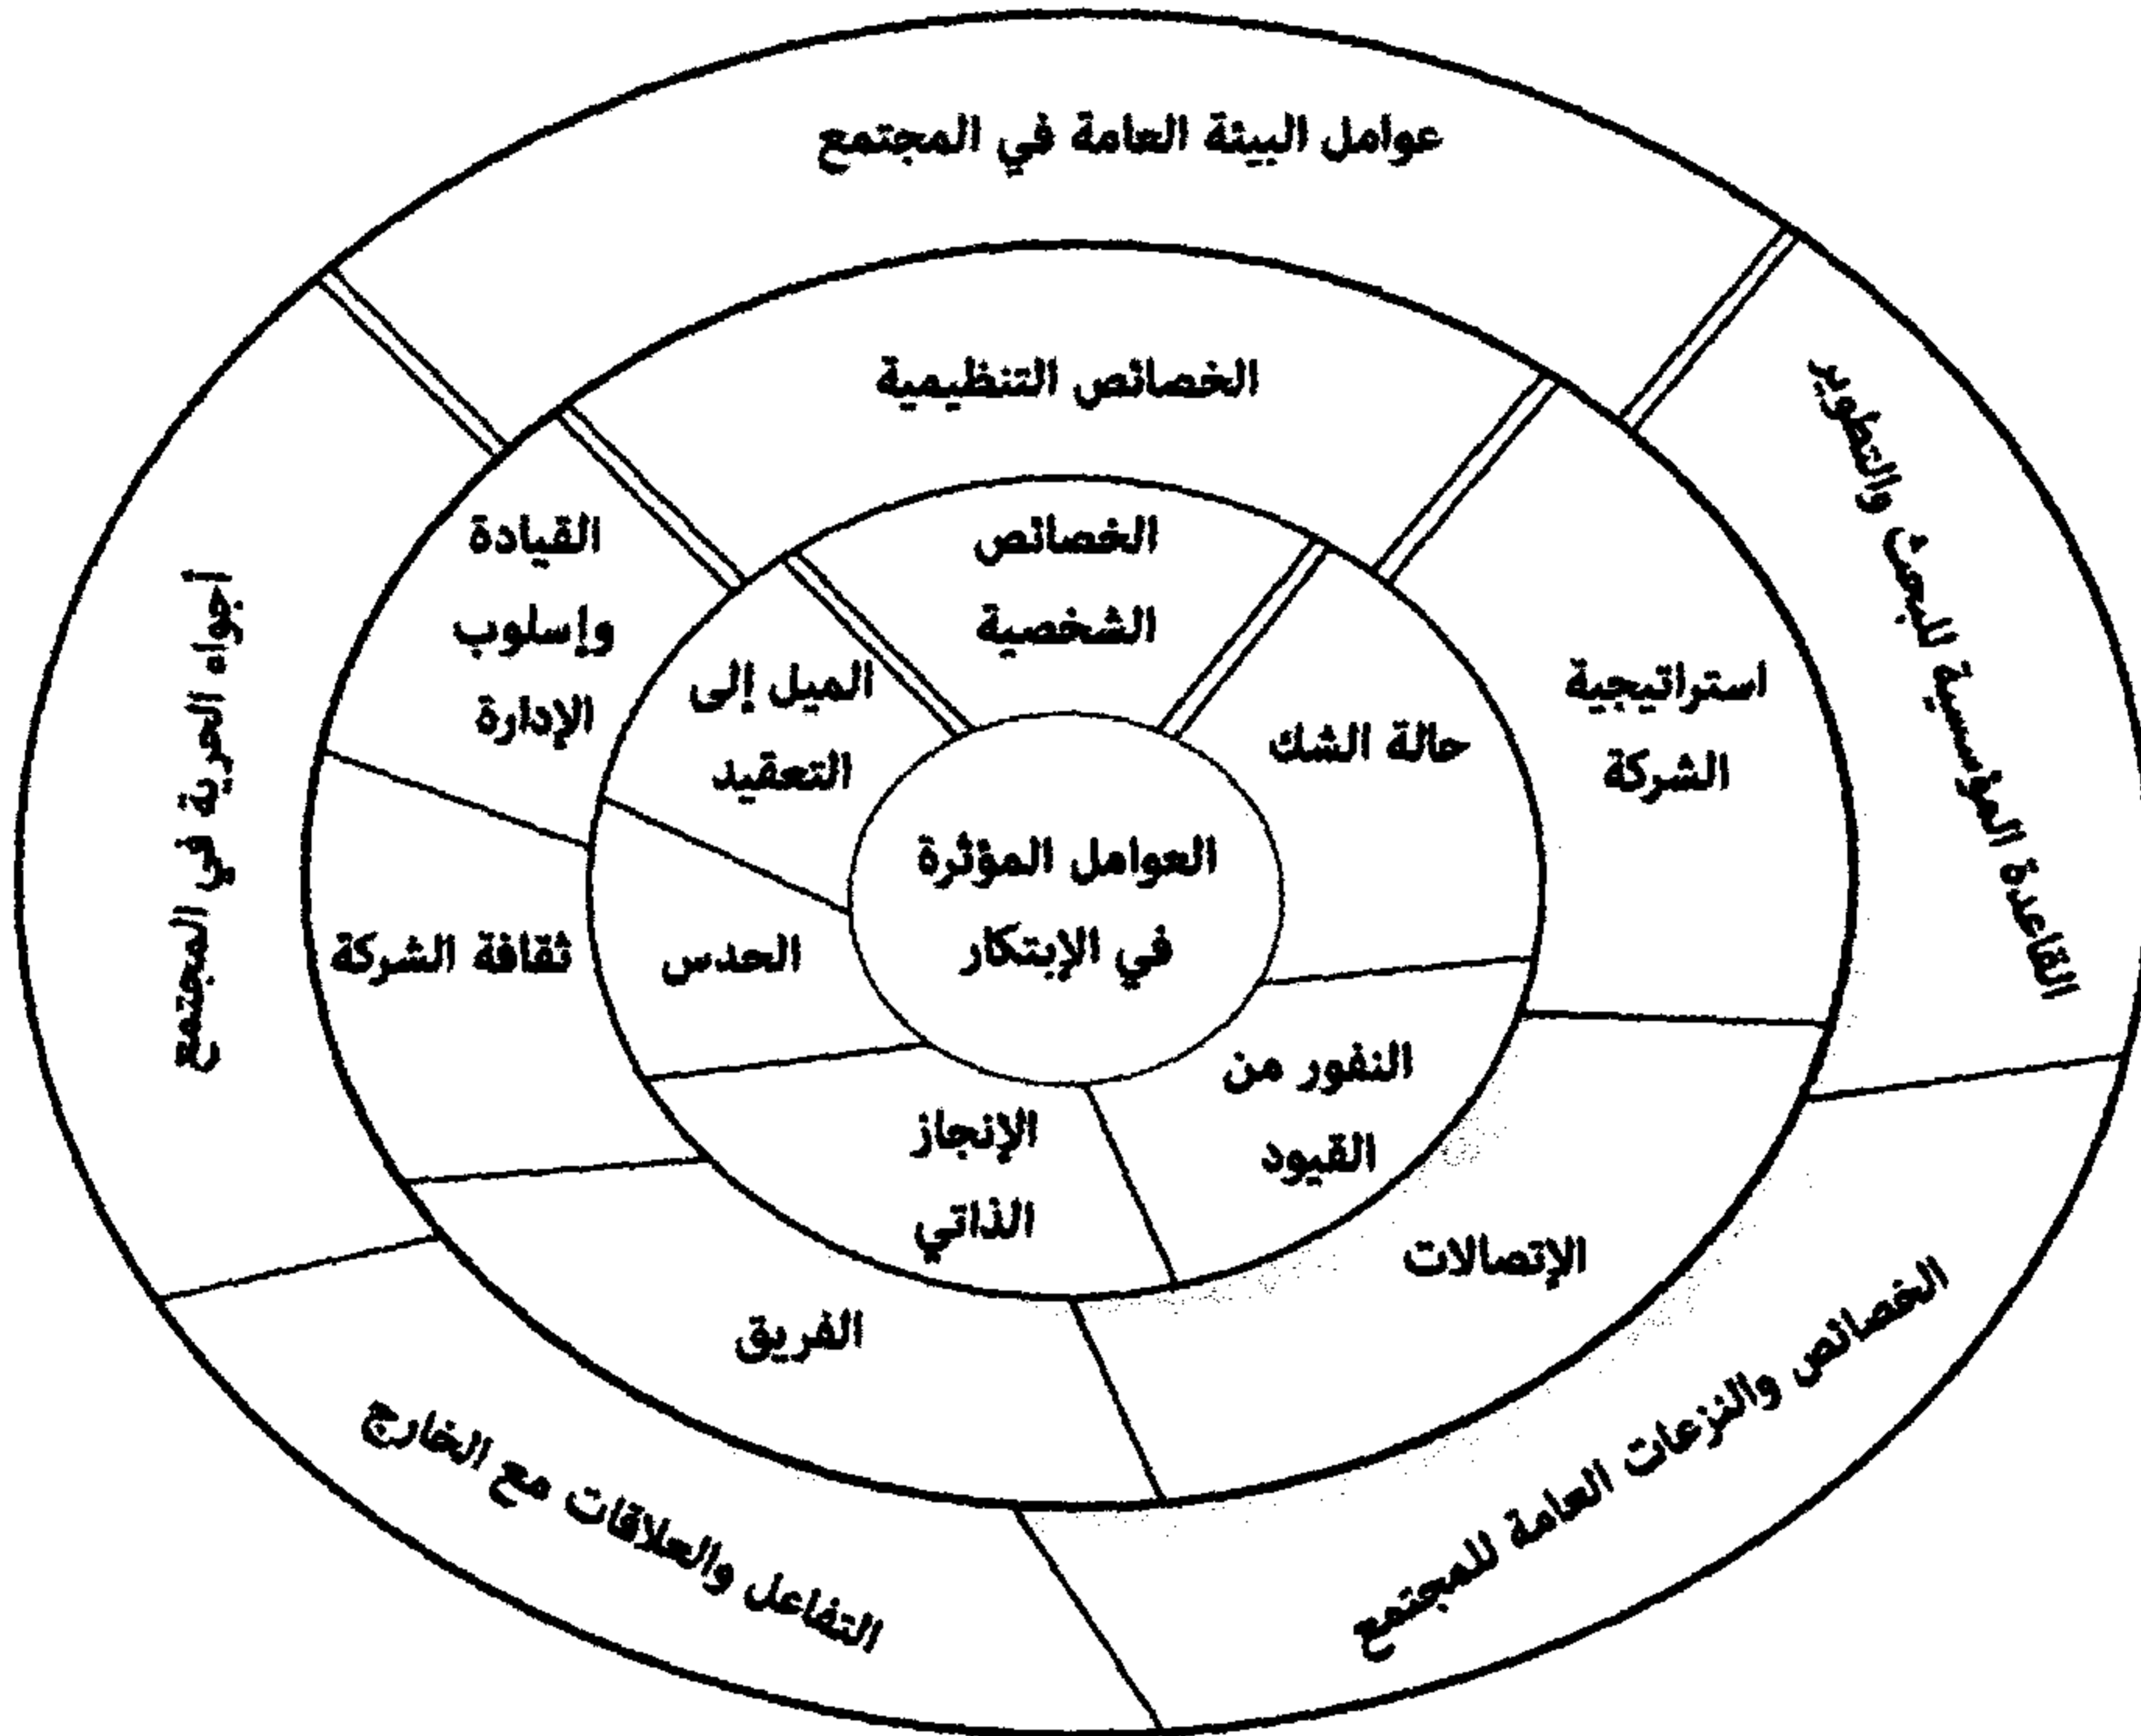 عوامل البيئة العامة في المجتمع
القاعدة المؤسسية للبحث والتطوير
الخصائص والنزعات العامة للمجتمع
التفاعل والعلاقات مع الخارج
أجواء الحرية في المجتمع
الخصائص التنظيمية
استراتيجية
الشركة
الإتصالات
الفريق
ثقافة الشركة
القيادة
وإسلوب
الإدارة
الخصائص
الشخصية
حالة الشك
النفور من
القيود
الإنجاز
الذاتي
الحدس
الميل إلى
التعقيد
العوامل المؤثرة
في الإبتكار